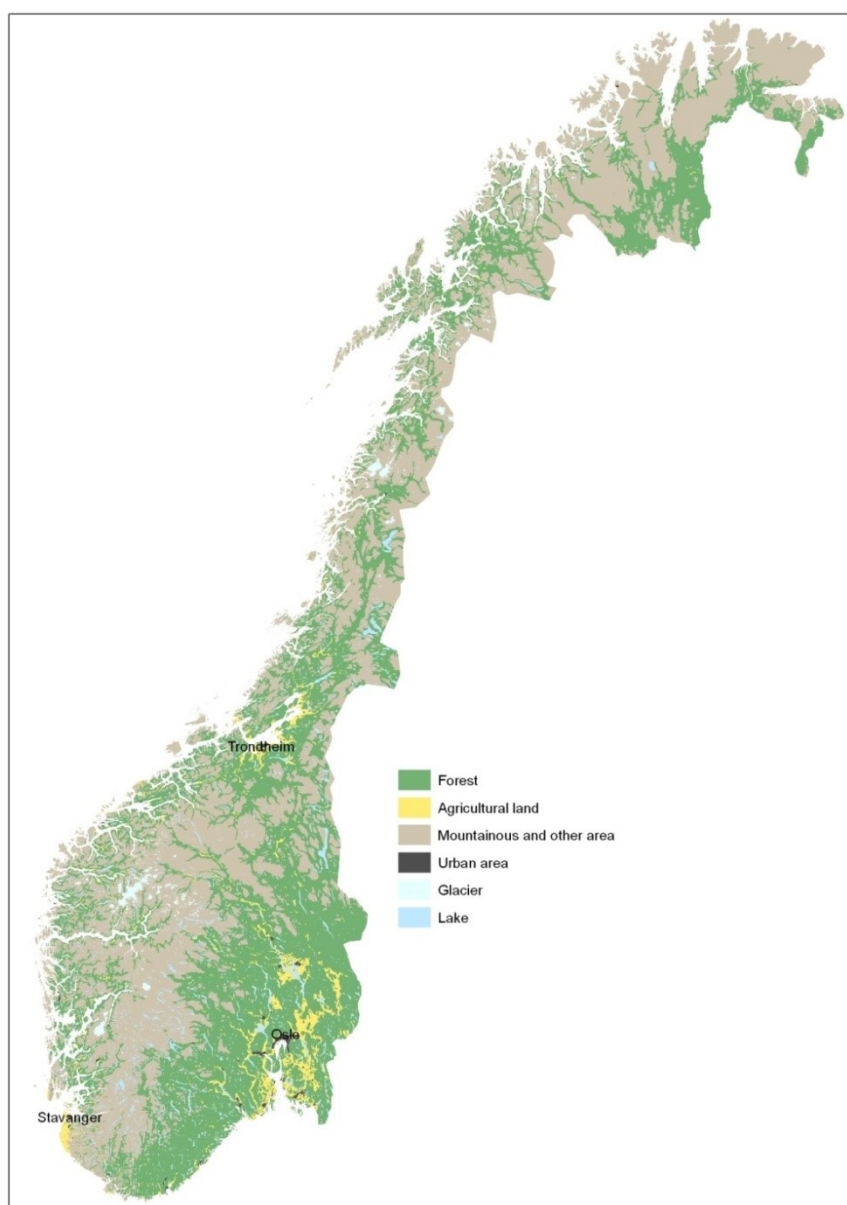 Trondheim
Forest
Agricultural land
Mountainous and other area
Urban area
Glacier
Lake
Oslo
Stavanger